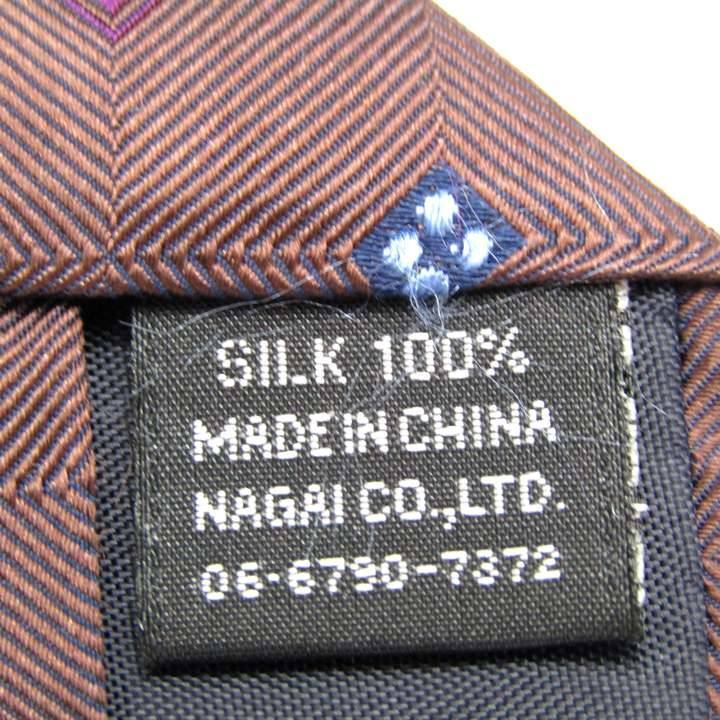 SILK 100%
MADE IN CHINA
NAGAI CO.,LTD.
06-6790-7372